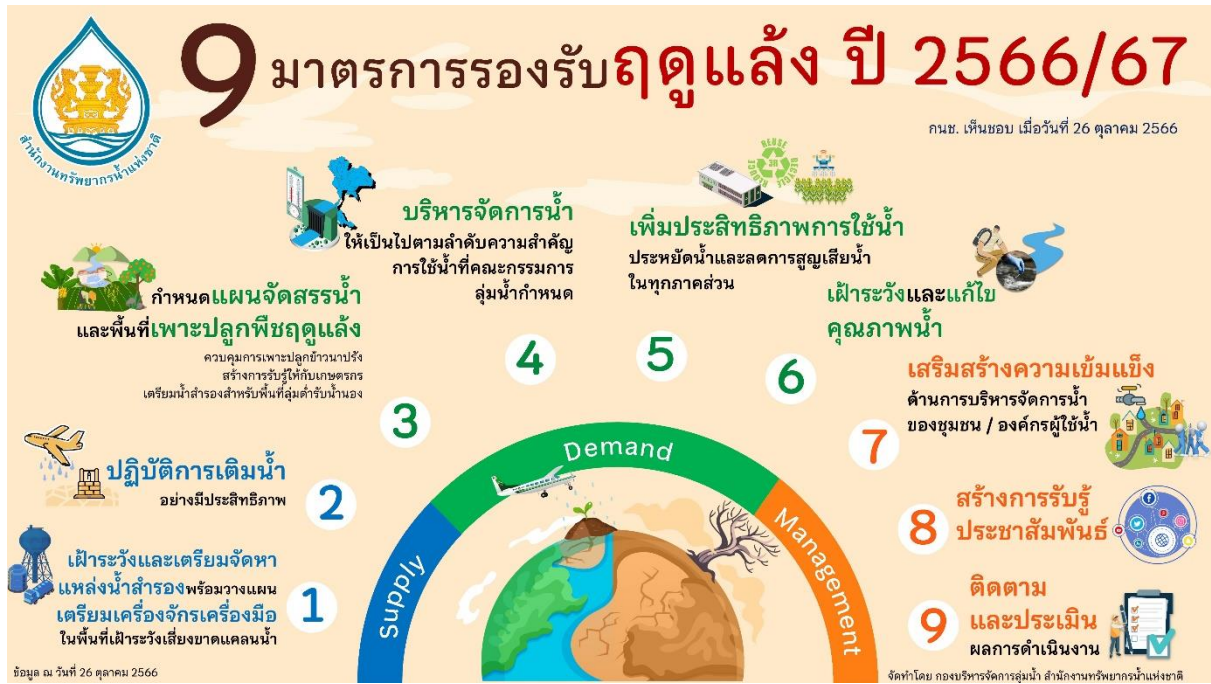 9 มาตรการรองรับฤดูแล้ง ปี 2566/67
กนช. เห็นชอบ เมื่อวันที่ 26 ตุลาคม 2566
สำนักงานทรัพยากรน้ำแห่งชาติ
เฝ้าระวังและเตรียมจัดหา
แหล่งน้ำสำรองพร้อมวางแผน
เตรียมเครื่องจักรเครื่องมือ
ในพื้นที่เฝ้าระวังเสี่ยงขาดแคลนน้ำ
1
ปฏิบัติการเติมน้ำ
อย่างมีประสิทธิภาพ
2
กำหนดแผนจัดสรรน้ำ
และพื้นที่เพาะปลูกพืชฤดูแล้ง
ควบคุมการเพาะปลูกข้าวนาปรัง
สร้างการรับรู้ให้กับเกษตรกร
เตรียมน้ำสำรองสำหรับพื้นที่ลุ่มต่ำรับน้ำนอง
3
บริหารจัดการน้ำ
ให้เป็นไปตามลำดับความสำคัญ
การใช้น้ำที่คณะกรรมการ
ลุ่มน้ำกำหนด
4
REUSE
REDUCE
RECYCLE
3R
เพิ่มประสิทธิภาพการใช้น้ำ
ประหยัดน้ำและลดการสูญเสียน้ำ
ในทุกภาคส่วน
5
เฝ้าระวังและแก้ไข
คุณภาพน้ำ
6
เสริมสร้างความเข้มแข็ง
ด้านการบริหารจัดการน้ำ
ของชุมชน / องค์กรผู้ใช้น้ำ
7
สร้างการรับรู้
ประชาสัมพันธ์
8
ติดตาม
และประเมิน
ผลการดำเนินงาน
9
Supply
Demand
Management
ข้อมูล ณ วันที่ 26 ตุลาคม 2566
จัดทำโดย กองบริหารจัดการลุ่มน้ำ สำนักงานทรัพยากรน้ำแห่งชาติ